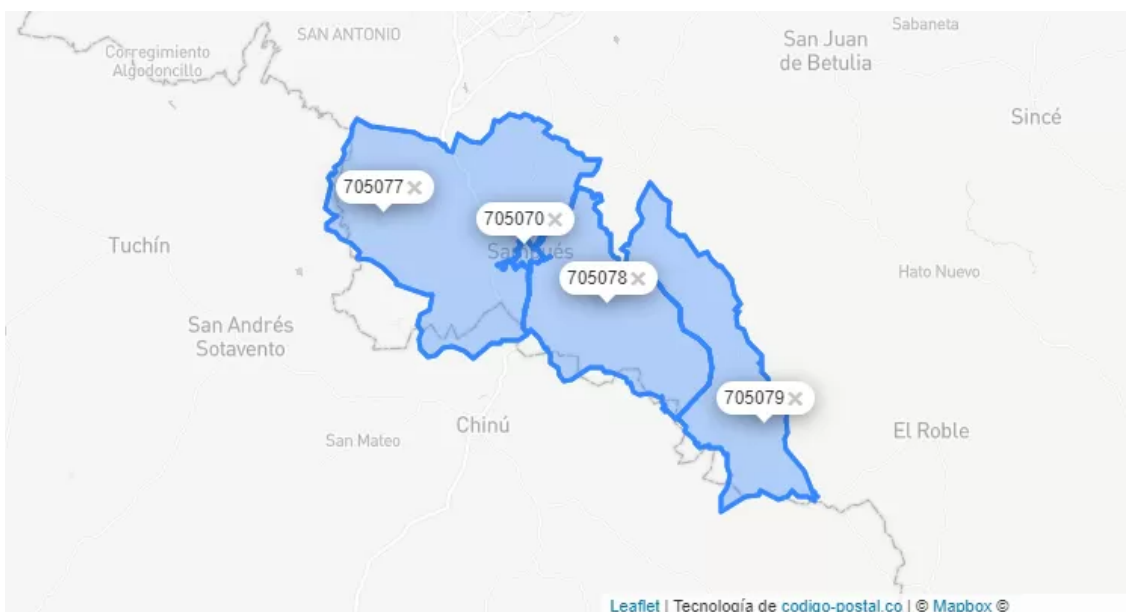 Sabaneta
SAN ANTONIO
San Juan
de Betulia
Corregimiento
Algodoncillo
Sincé
705077
705070
Tuchín
Sampués
705078
Hato Nuevo
San Andrés
Sotavento
705079
Chinú
El Roble
San Mateo
Leaflet | Tecnología de codigo-postal.co | © Mapbox ©